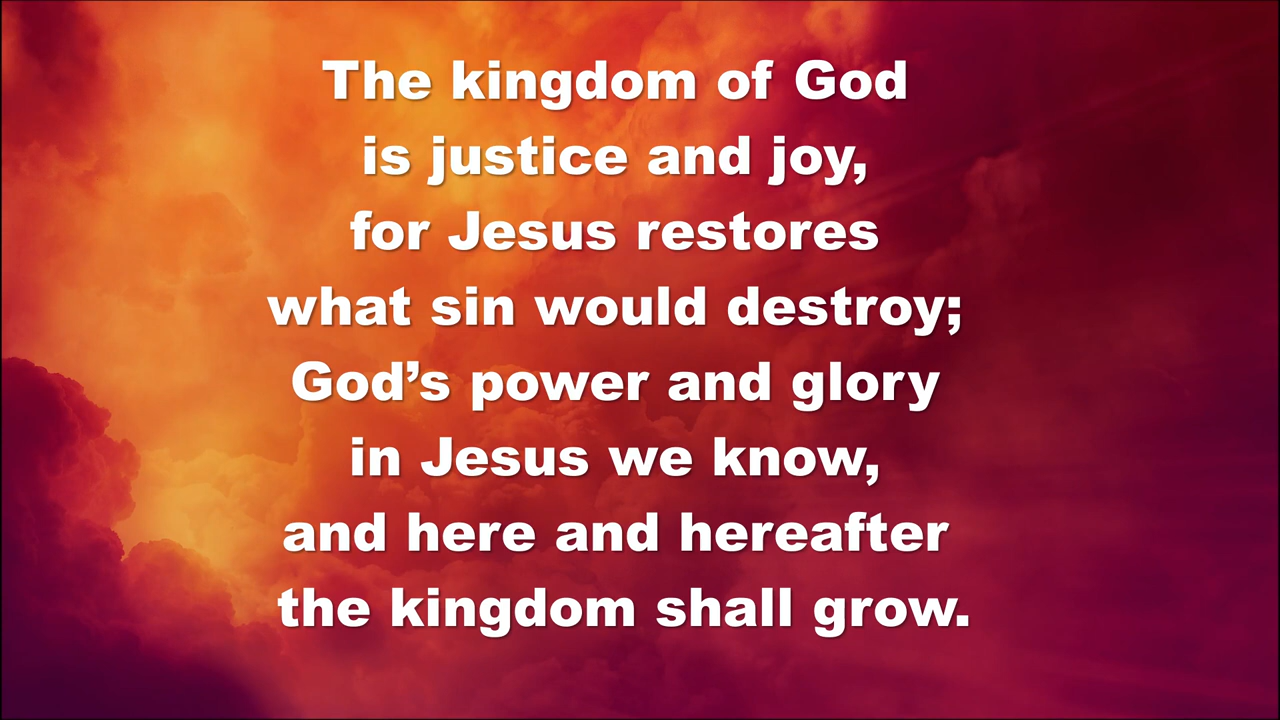 The kingdom of God
is justice and joy,
for Jesus restores
what sin would destroy;
God’s power and glory
in Jesus we know,
and here and hereafter
the kingdom shall grow.